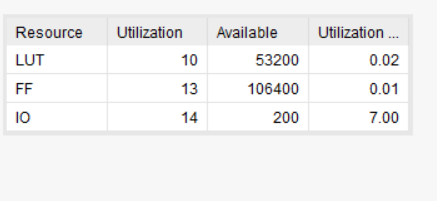 Resource Utilization Available Utilization ...
LUT 10 53200 0.02
FF 13 106400 0.01
IO 14 200 7.00